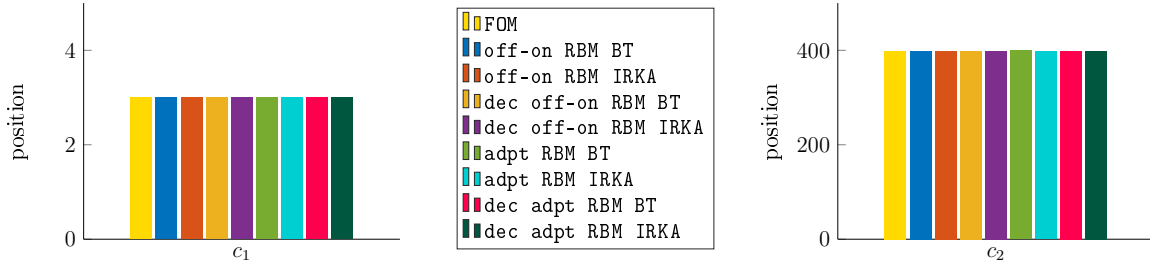 position
4
2
0
c1
FOM
off-on RBM BT
off-on RBM IRKA
dec off-on RBM BT
dec off-on RBM IRKA
adpt RBM BT
adpt RBM IRKA
dec adpt RBM BT
dec adpt RBM IRKA
position
400
200
0
c2